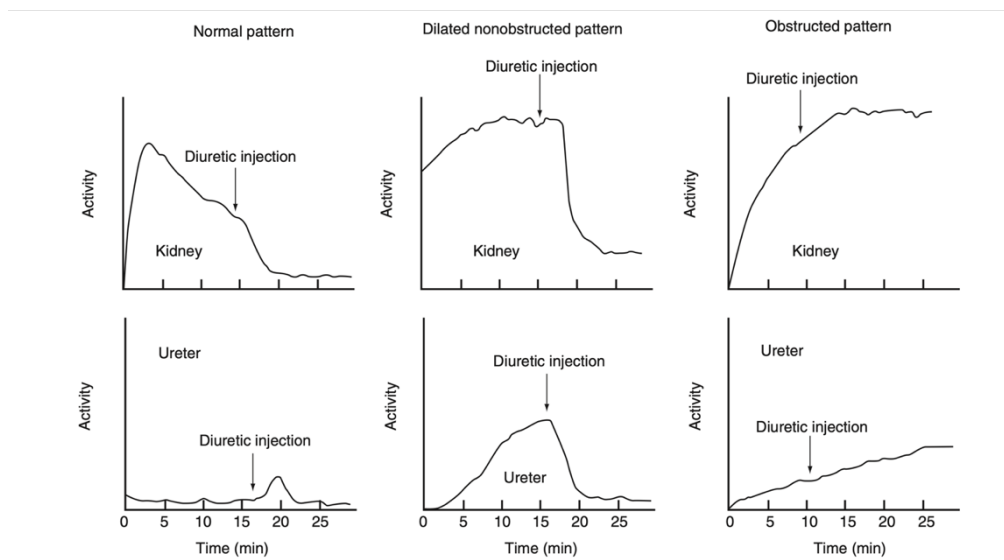 Normal pattern
Dilated nonobstructed pattern
Obstructed pattern
Activity
Diuretic injection
Kidney
Activity
Diuretic injection
Kidney
Activity
Diuretic injection
Kidney
Activity
Ureter
Diuretic injection
0 5 10 15 20 25
Time (min)
Activity
Diuretic injection
Ureter
0 5 10 15 20 25
Time (min)
Activity
Ureter
Diuretic injection
0 5 10 15 20 25
Time (min)